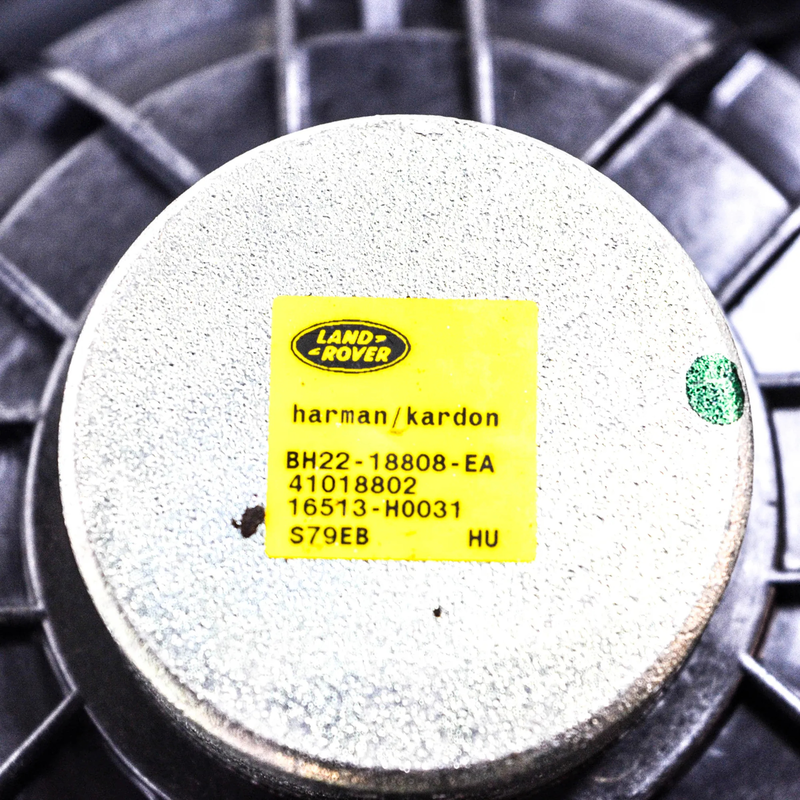 LAND
ROVER
harman/kardon
BH22-18808-EA
41018802
16513-H0031
S79EB HU